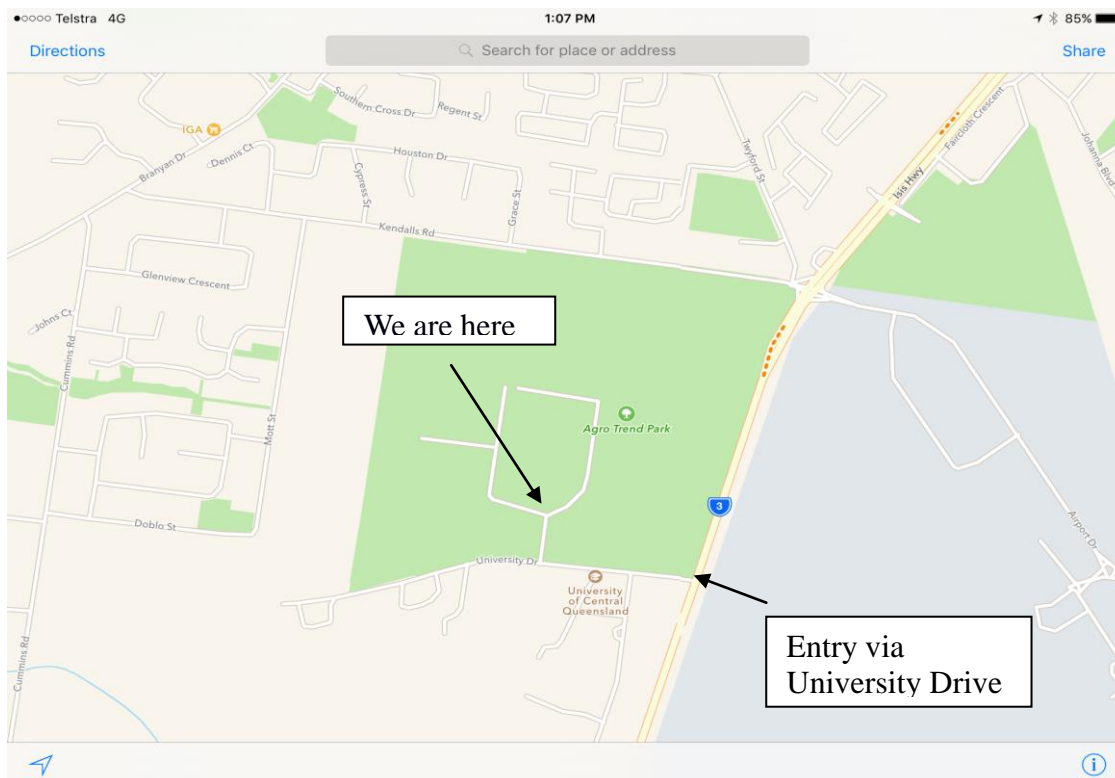 Telstra 4G
1:07 PM
85%
Directions
Search for place or address
Share
Southern Cross Dr
Regent St
IGA
Houston Dr
Dennis Ct
Branyan Dr
Cypress St
Grace St
Twyford St
Isis Hwy
Faircloth Crescent
Johanna Blvd
Kendalls Rd
Glenview Crescent
Johns Ct
Cummins Rd
We are here
Agro Trend Park
Mott St
3
Doblo St
Airport Dr
University Dr
University
of Central
Queensland
Entry via
University Drive
Cummins Rd